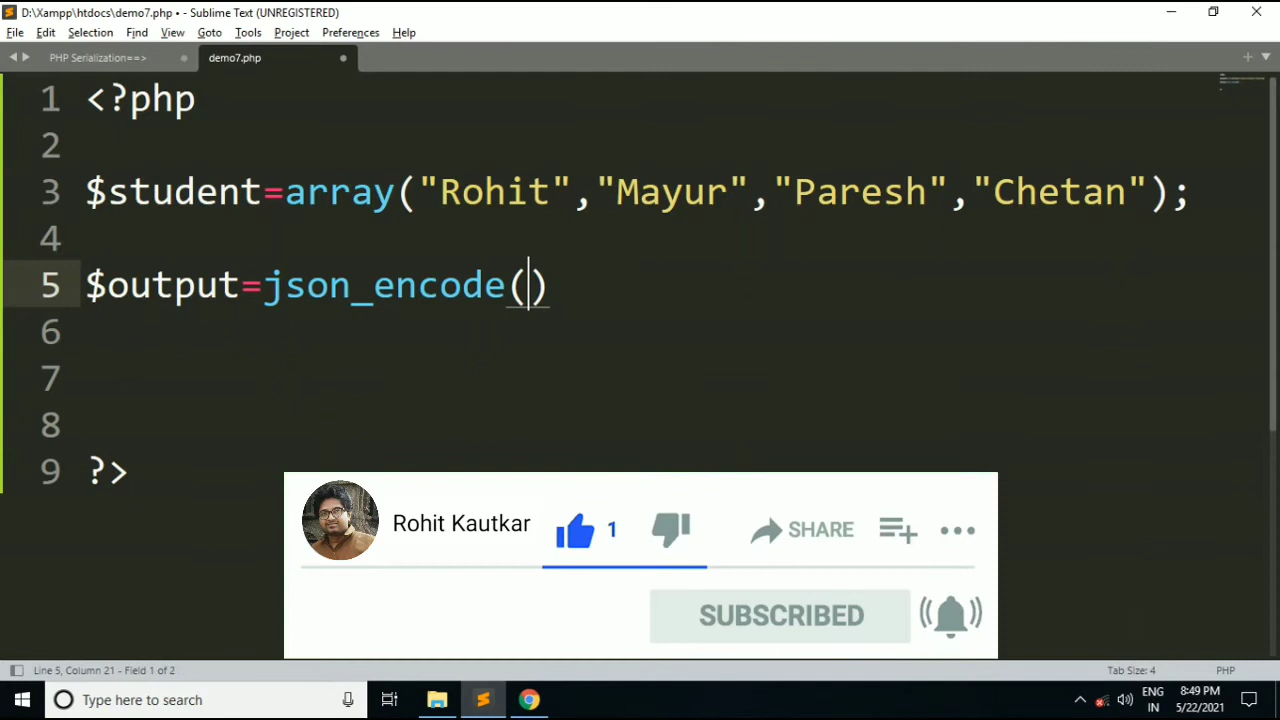 D:\Xampp\htdocs\demo7.php • - Sublime Text (UNREGISTERED)
File Edit Selection Find View Goto Tools Project Preferences Help
PHP Serialization==> demo7.php
1 <?php
2
3 $student=array("Rohit","Mayur","Paresh","Chetan");
4
5 $output=json_encode()
6
7
8
9 ?>
Rohit Kautkar 1 SHARE
SUBSCRIBED
Line 5, Column 21 - Field 1 of 2 Tab Size: 4 PHP
Type here to search ENG IN 8:49 PM 5/22/2021